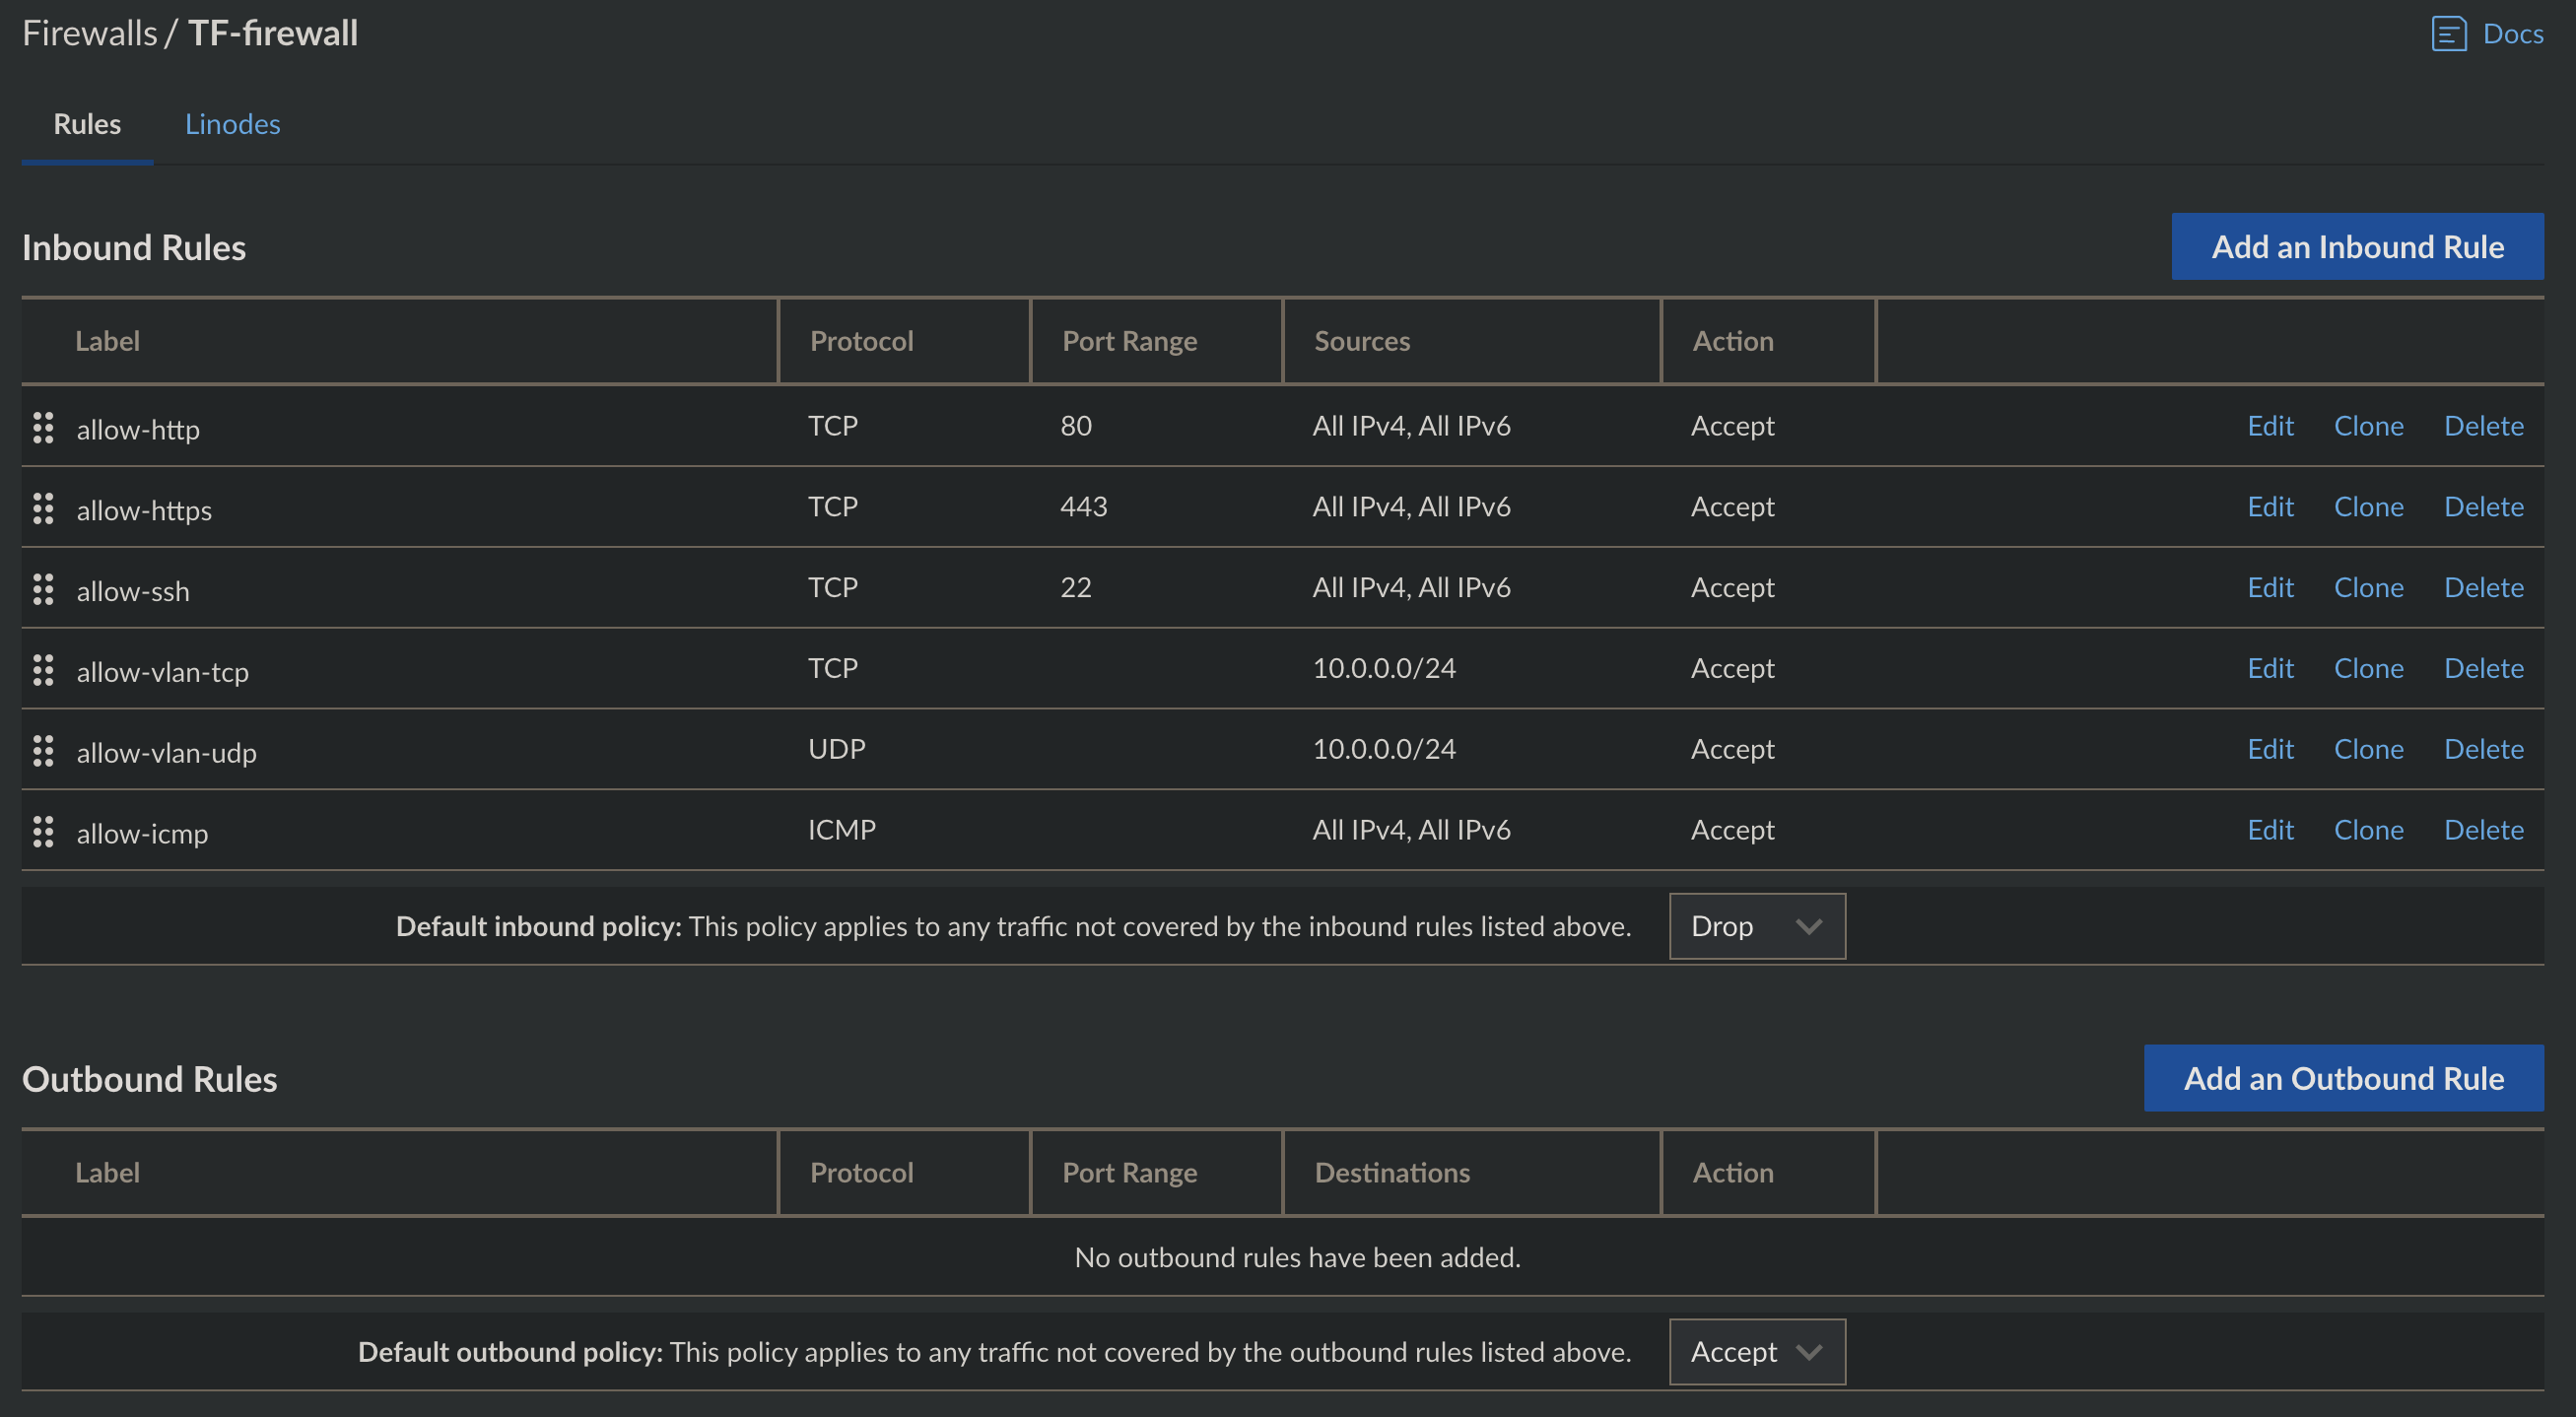 Firewalls / TF-firewall Docs
Rules Linodes
Inbound Rules Add an Inbound Rule
Label Protocol Port Range Sources Action
allow-http TCP 80 All IPv4, All IPv6 Accept Edit Clone Delete
allow-https TCP 443 All IPv4, All IPv6 Accept Edit Clone Delete
allow-ssh TCP 22 All IPv4, All IPv6 Accept Edit Clone Delete
allow-vlan-tcp TCP 10.0.0.0/24 Accept Edit Clone Delete
allow-vlan-udp UDP 10.0.0.0/24 Accept Edit Clone Delete
allow-icmp ICMP All IPv4, All IPv6 Accept Edit Clone Delete
Default inbound policy: This policy applies to any traffic not covered by the inbound rules listed above. Drop
Outbound Rules Add an Outbound Rule
Label Protocol Port Range Destinations Action
No outbound rules have been added.
Default outbound policy: This policy applies to any traffic not covered by the outbound rules listed above. Accept